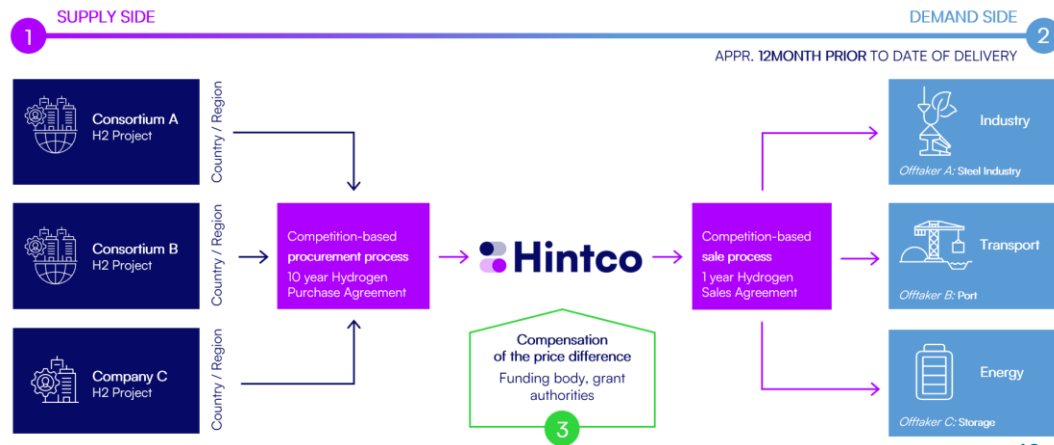 1
SUPPLY SIDE
DEMAND SIDE
2
APPR. 12MONTH PRIOR TO DATE OF DELIVERY
Consortium A
H2 Project
Country / Region
Consortium B
H2 Project
Country / Region
Company C
H2 Project
Country / Region
Competition-based
procurement process
10 year Hydrogen
Purchase Agreement
Hintco
Compensation
of the price difference
Funding body, grant
authorities
3
Competition-based
sale process
1 year Hydrogen
Sales Agreement
Industry
Offtaker A: Steel Industry
Transport
Offtaker B: Port
Energy
Offtaker C: Storage